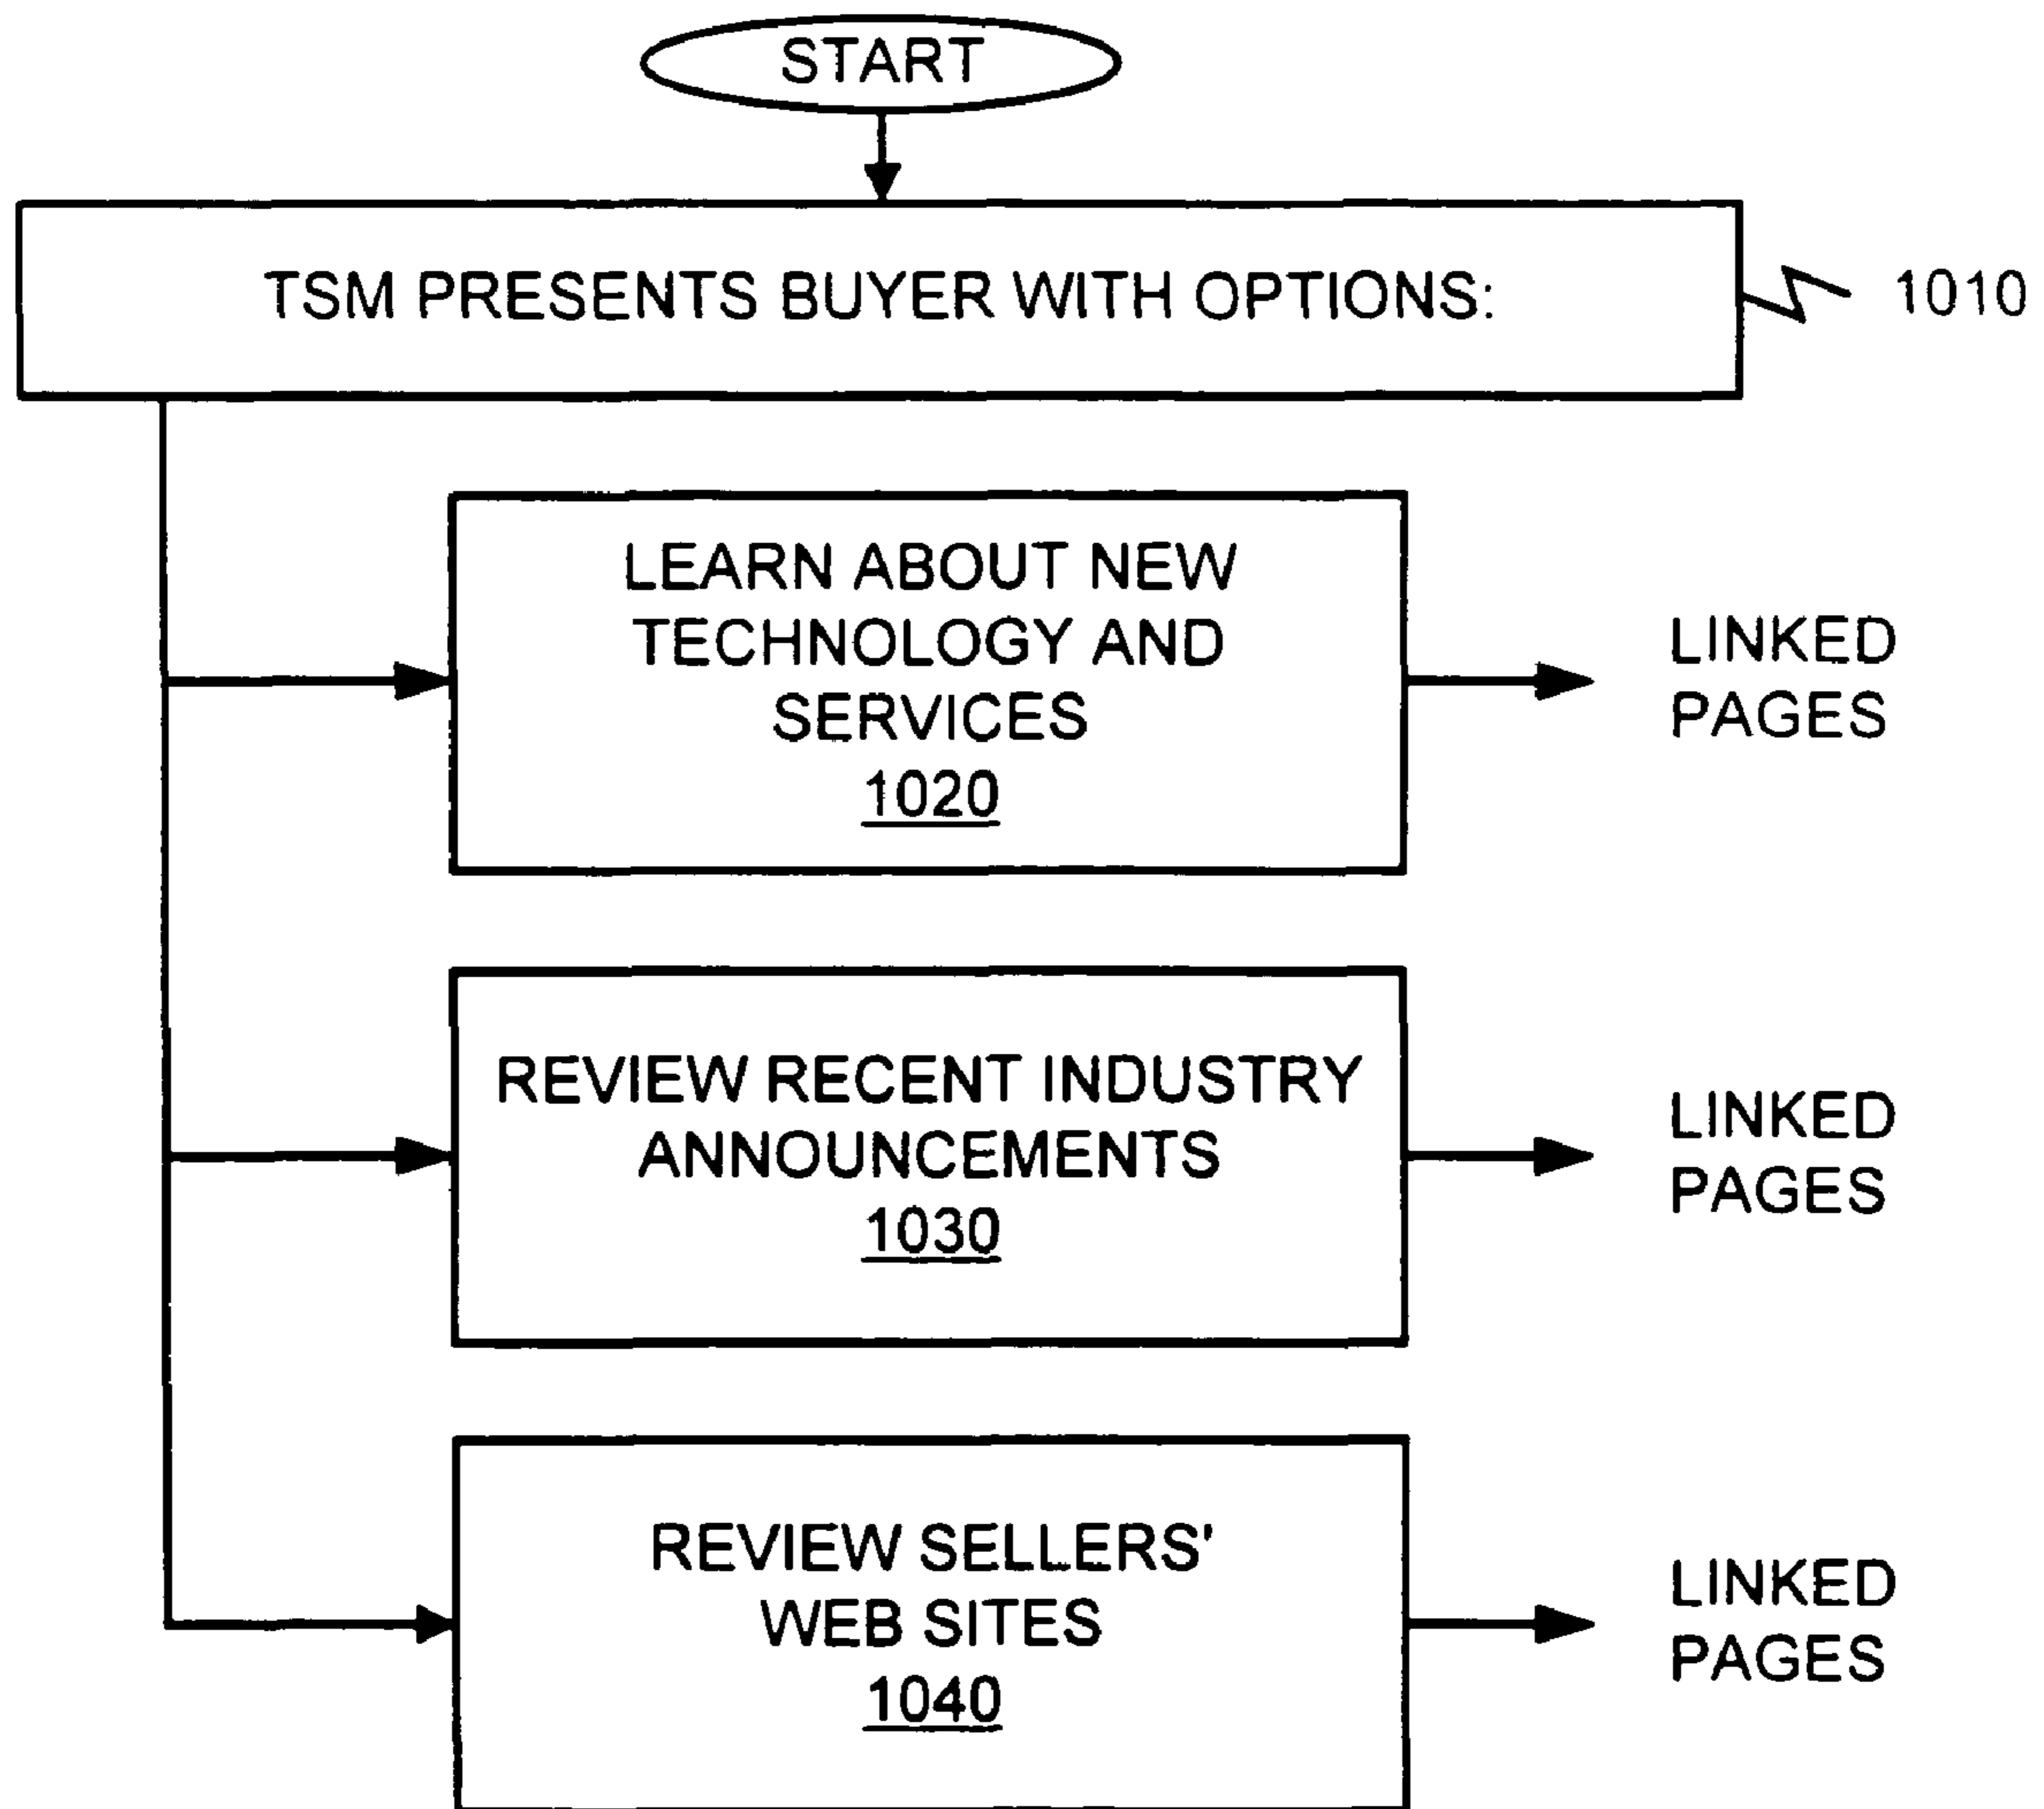 START
TSM PRESENTS BUYER WITH OPTIONS:
1010
LEARN ABOUT NEW
TECHNOLOGY AND
SERVICES
1020
LINKED
PAGES
REVIEW RECENT INDUSTRY
ANNOUNCEMENTS
1030
LINKED
PAGES
REVIEW SELLERS'
WEB SITES
1040
LINKED
PAGES